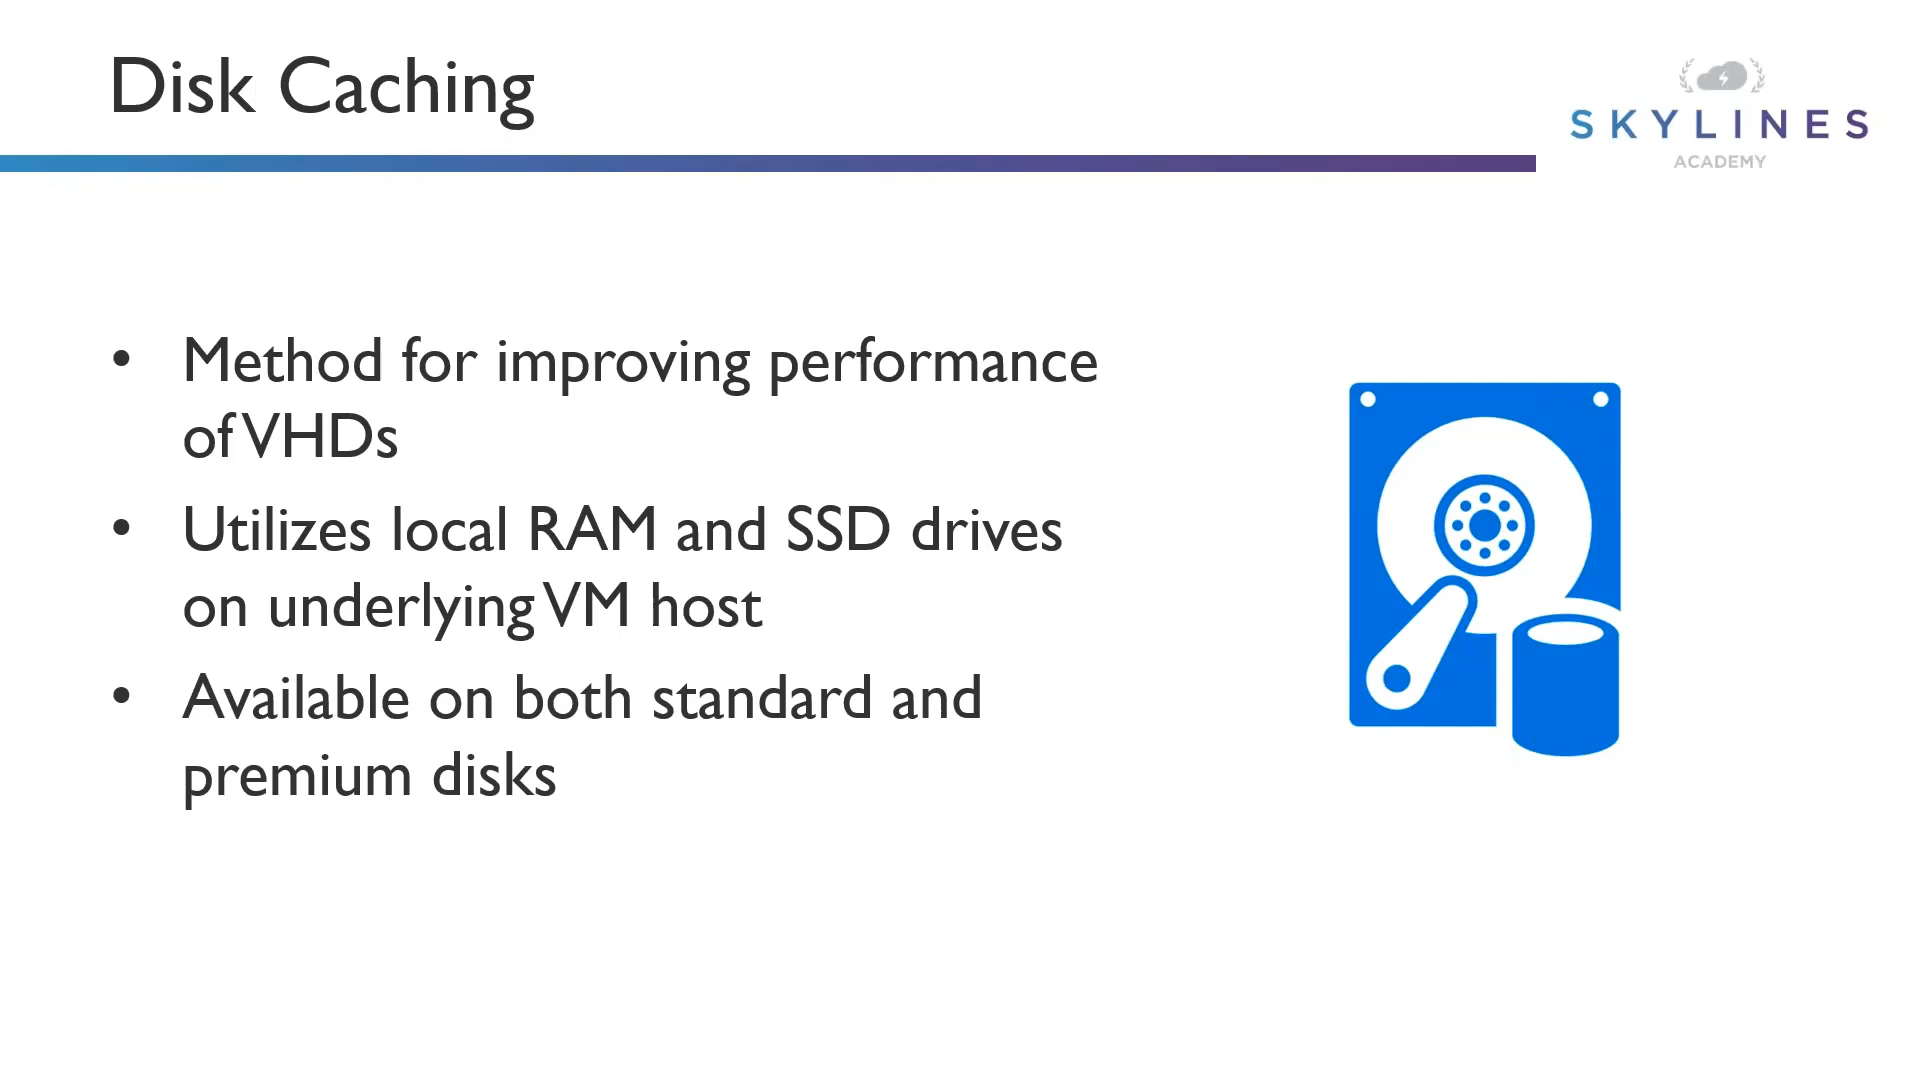 Disk Caching
SKYLINES
ACADEMY
• Method for improving performance
of VHDs
• Utilizes local RAM and SSD drives
on underlying VM host
• Available on both standard and
premium disks